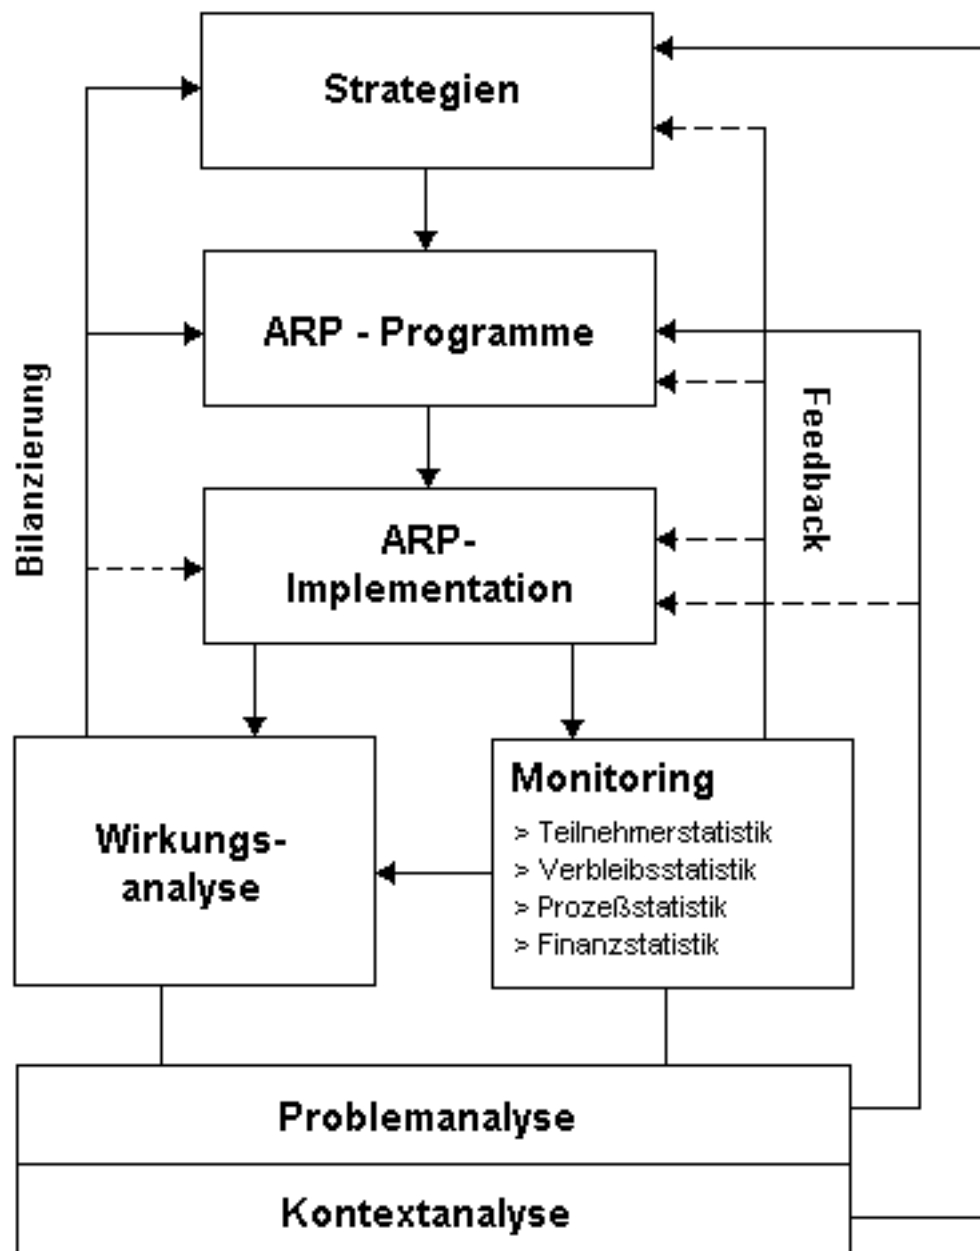 Strategien
ARP - Programme
Bilanzierung
Feedback
ARP-
Implementation
Wirkungs-
analyse
Monitoring
> Teilnehmerstatistik
> Verbleibsstatistik
> Prozeßstatistik
> Finanzstatistik
Problemanalyse
Kontextanalyse